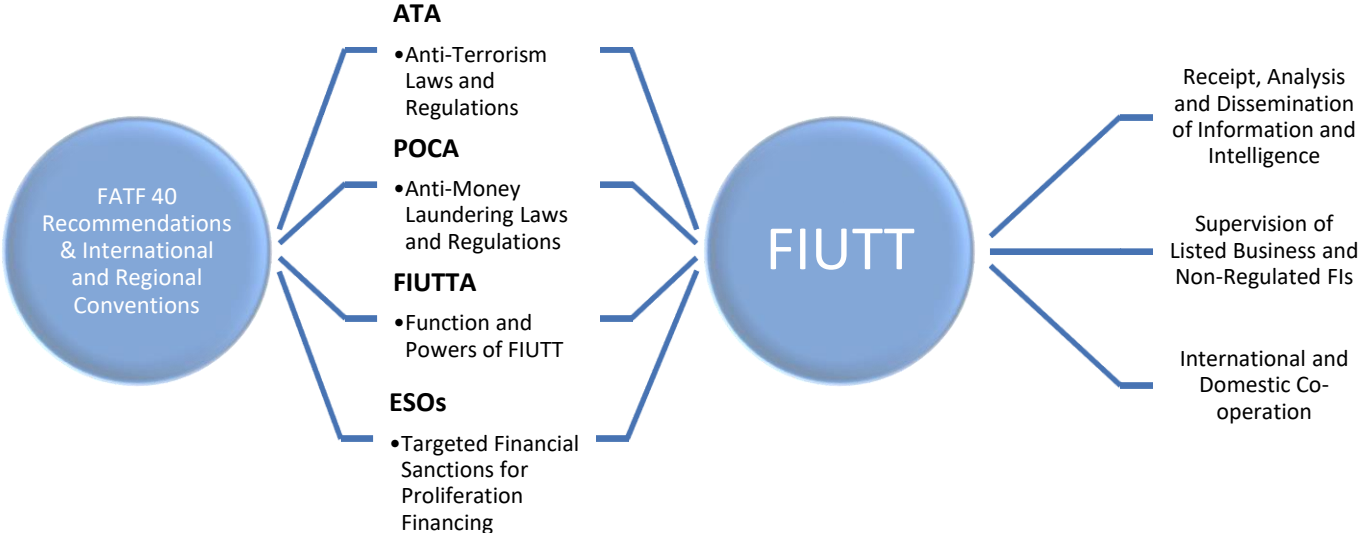 FATF 40
Recommendations
& International
and Regional
Conventions
ATA
•Anti-Terrorism
Laws and
Regulations
POCA
•Anti-Money
Laundering Laws
and Regulations
FIUTTA
•Function and
Powers of FIUTT
ESOs
•Targeted Financial
Sanctions for
Proliferation
Financing
FIUTT
Receipt, Analysis
and Dissemination
of Information and
Intelligence
Supervision of
Listed Business and
Non-Regulated FIs
International and
Domestic Co-
operation